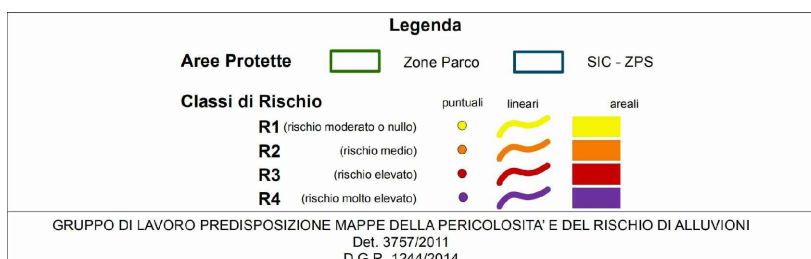 Legenda
Aree Protette Zone Parco SIC - ZPS
Classi di Rischio puntuali lineari areali
R1 (rischio moderato o nullo)
R2 (rischio medio)
R3 (rischio elevato)
R4 (rischio molto elevato)
GRUPPO DI LAVORO PREDISPOSIZIONE MAPPE DELLA PERICOLOSITA' E DEL RISCHIO DI ALLUVIONI
Det. 3757/2011
D.G.R. 1244/2014